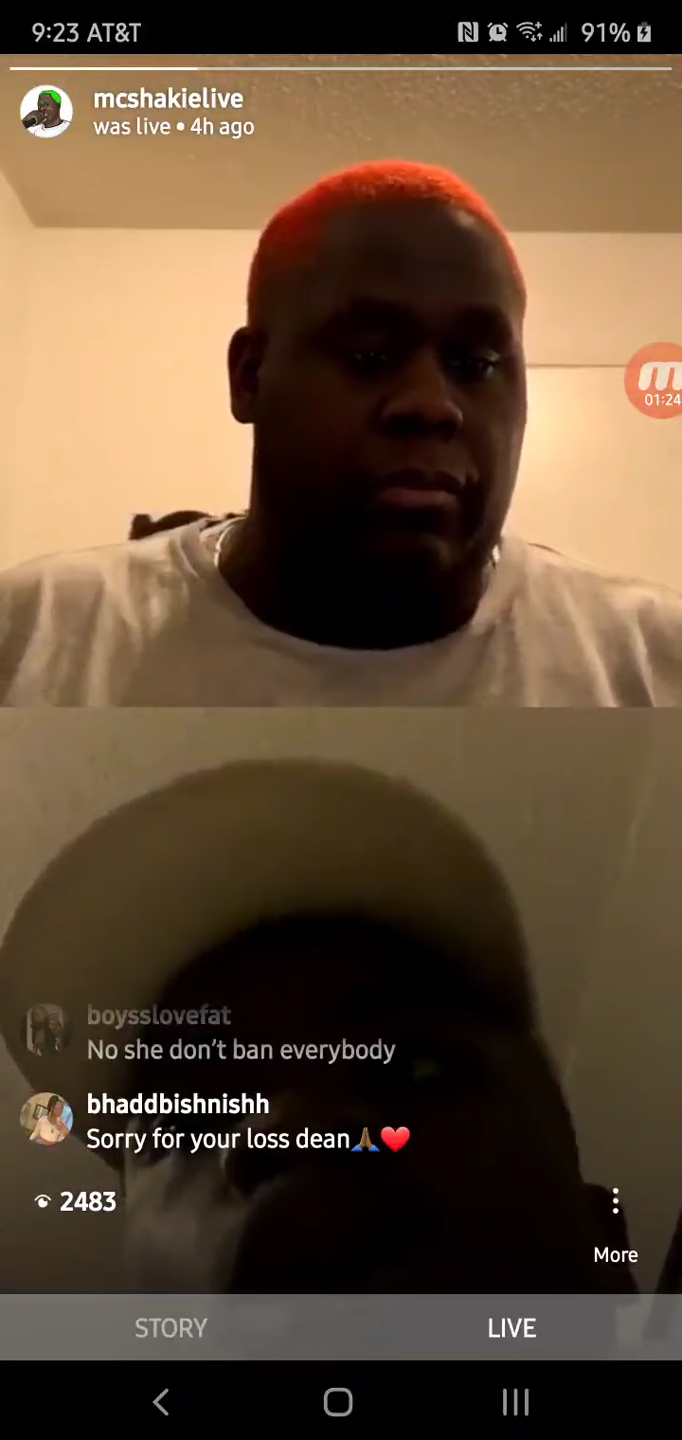 9:23 AT&T
91%
mcshakielive
was live • 4h ago
m
01:24
boysslovefat
No she don't ban everybody
bhaddbishnishh
Sorry for your loss dean🙏🏾❤️
2483
More
STORY
LIVE